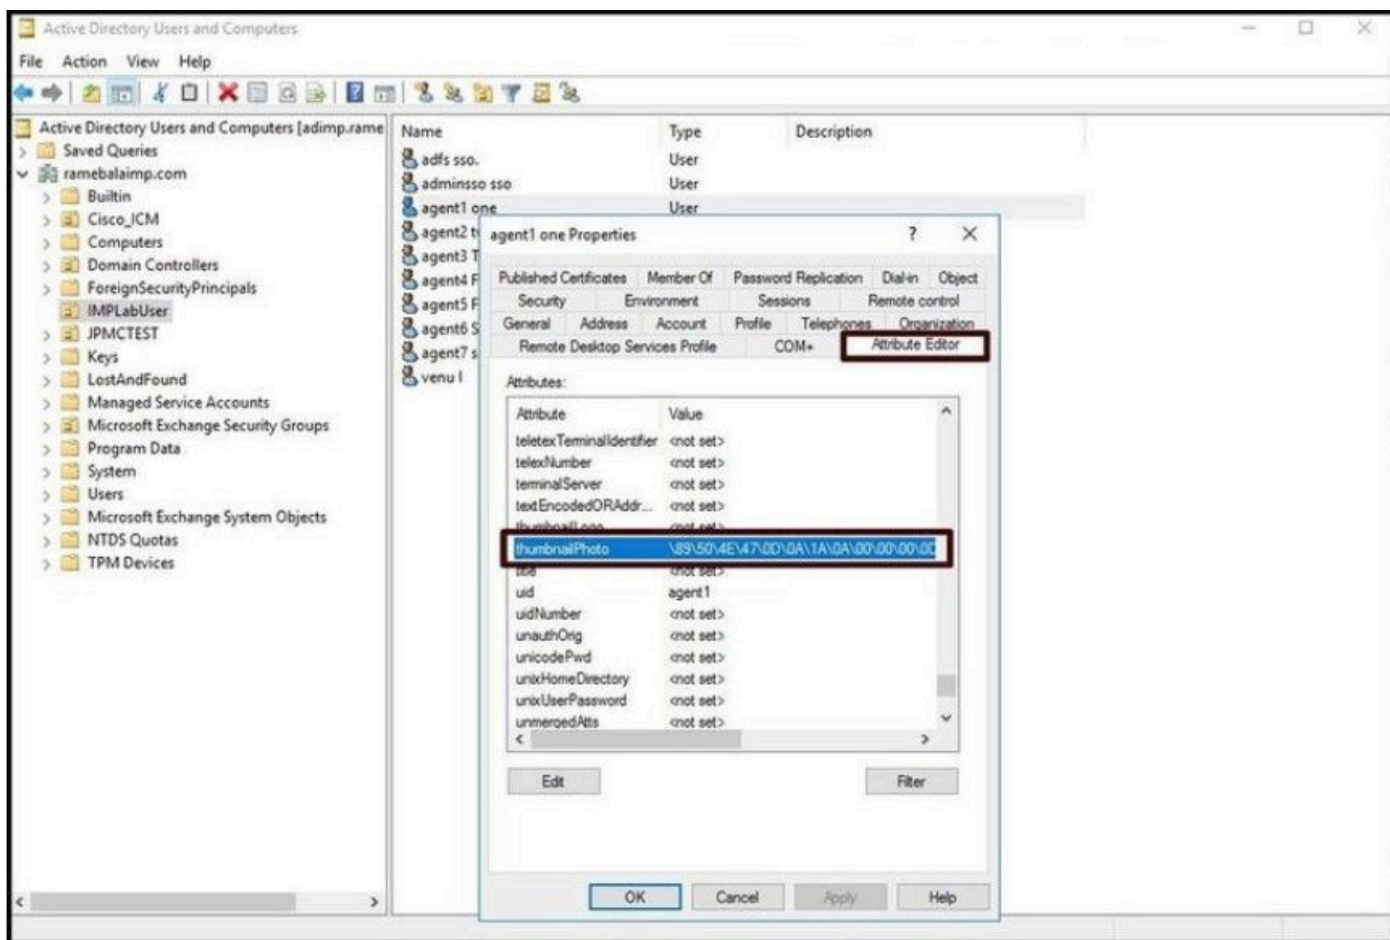 Active Directory Users and Computers
File Action View Help
Active Directory Users and Computers [adimp.rame
Saved Queries
ramebalaimp.com
Builtin
Cisco_ICM
Computers
Domain Controllers
ForeignSecurityPrincipals
IMPLabUser
JPMCTEST
Keys
LostAndFound
Managed Service Accounts
Microsoft Exchange Security Groups
Program Data
System
Users
Microsoft Exchange System Objects
NTDS Quotas
TPM Devices
Name Type Description
adfs sso. User
adminsso sso User
agent1 one User
agent2 t
agent3 T
agent4 F
agent5 F
agent6 S
agent7 s
venu l
agent1 one Properties ?
Published Certificates Member Of Password Replication Dial-in Object
Security Environment Sessions Remote control
General Address Account Profile Telephones Organization
Remote Desktop Services Profile COM+ Attribute Editor
Attributes:
Attribute Value
teletexTerminalIdentifier <not set>
telexNumber <not set>
terminalServer <not set>
textEncodedORAddr... <not set>
thumbnailLogo <not set>
thumbnailPhoto \89\50\4E\47\0D\0A\1A\0A\00\00\00\0D
title <not set>
uid agent1
uidNumber <not set>
unauthOrig <not set>
unicodePwd <not set>
unixHomeDirectory <not set>
unixUserPassword <not set>
unmergedAtts <not set>
Edit Filter
OK Cancel Apply Help